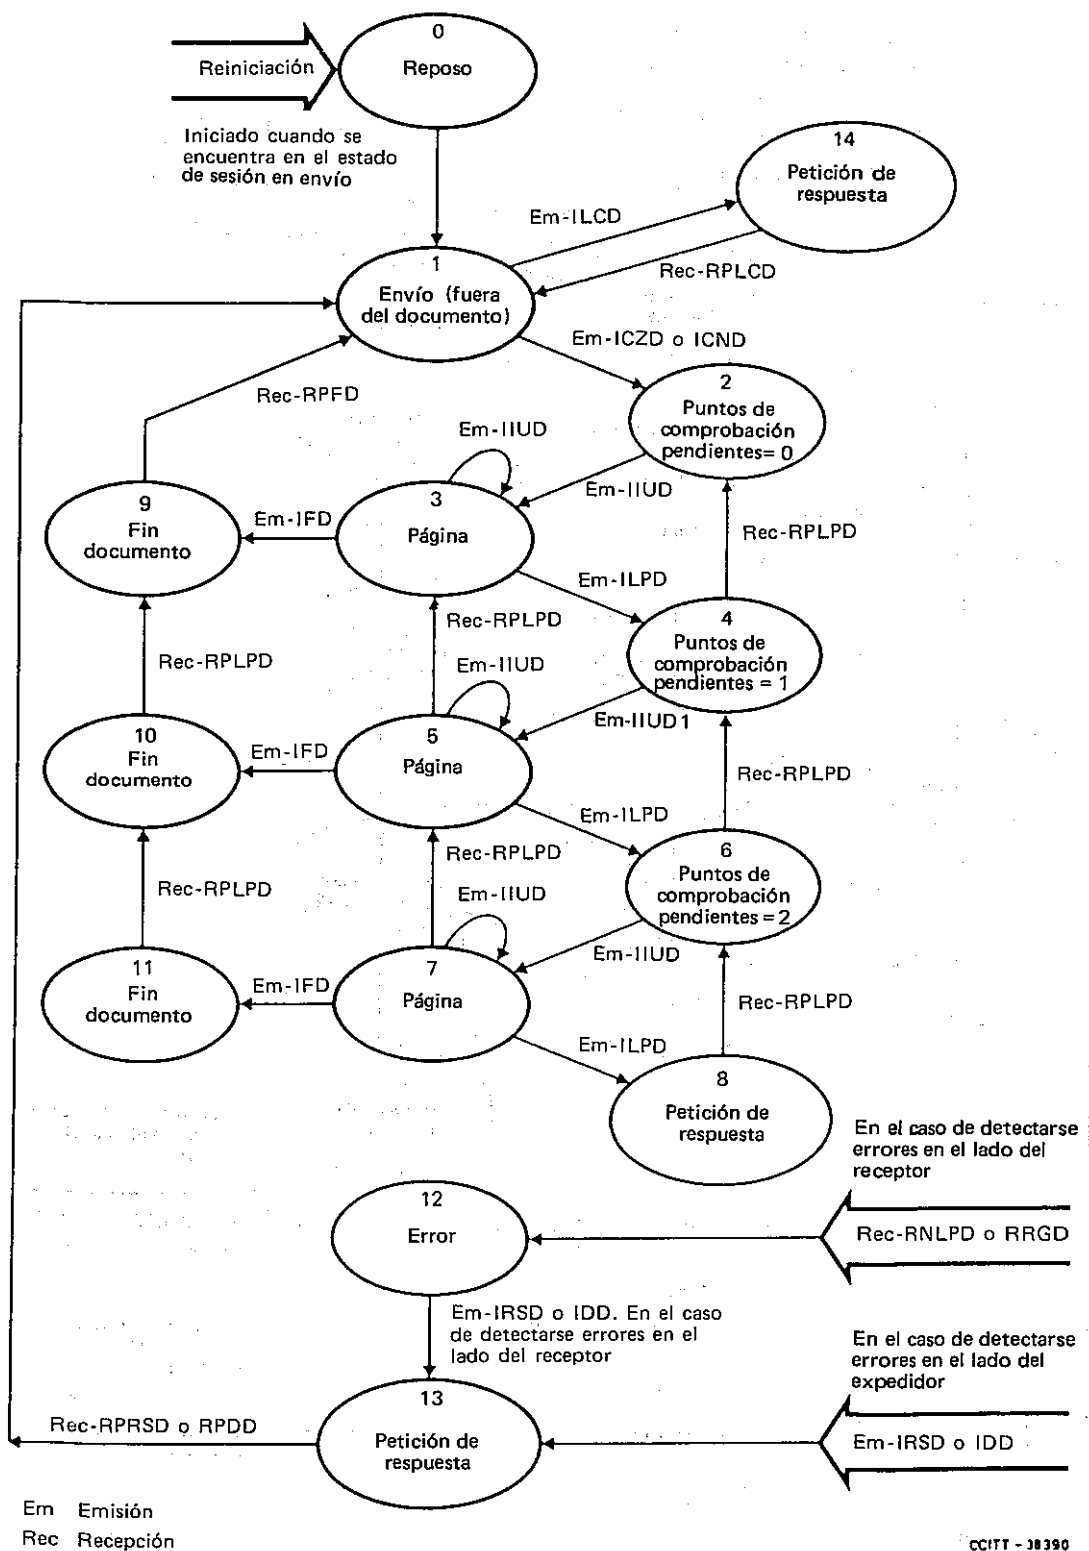 0
Reposo
Reiniciación
Iniciado cuando se
encuentra en el estado
de sesión en envío
14
Petición de
respuesta
Em-ILCD
Rec-RPLCD
1
Envío (fuera
del documento)
Em-ICZD o ICND
Rec-RPFD
2
Puntos de
comprobación
pendientes= 0
Em-IIUD
Em-IIUD
9
Fin
documento
Em-IFD
3
Página
Rec-RPLPD
Em-ILPD
Rec-RPLPD
4
Puntos de
comprobación
pendientes = 1
Rec-RPLPD
Em-IIUD
Em-IIUD1
10
Fin
documento
Em-IFD
5
Página
Rec-RPLPD
Em-ILPD
Rec-RPLPD
6
Puntos de
comprobación
pendientes = 2
Rec-RPLPD
Em-IIUD
Em-IIUD
11
Fin
documento
Em-IFD
7
Página
Rec-RPLPD
Em-ILPD
8
Petición de
respuesta
En el caso de detectarse
errores en el lado del
receptor
12
Error
Rec-RNLPD o RRGD
Em-IRSD o IDD. En el caso
de detectarse errores en el
lado del receptor
En el caso de detectarse
errores en el lado del
expedidor
13
Petición de
respuesta
Rec-RPRSD o RPDD
Em-IRSD o IDD
Em Emisión
Rec Recepción
CCITT - 38390